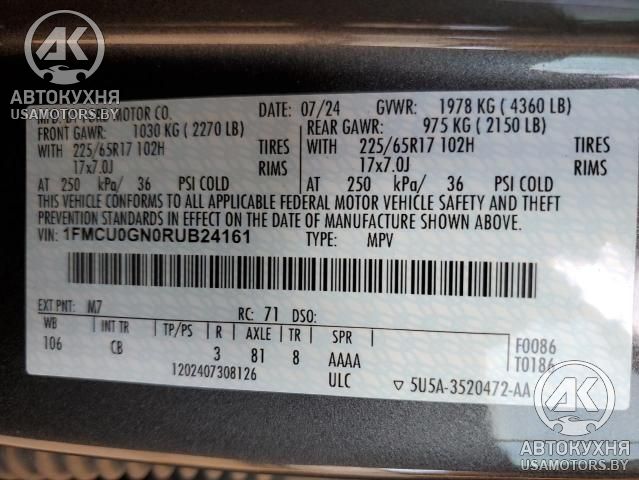 АК
АВТОКУХНЯ
USAMOTORS.BY
MOTOR CO.
DATE: 07/24 GVWR: 1978 KG ( 4360 LB)
FRONT GAWR: 1030 KG ( 2270 LB) REAR GAWR: 975 KG ( 2150 LB)
WITH 225/65R17 102H TIRES WITH 225/65R17 102H TIRES
17x7.0J RIMS 17x7.0J RIMS
AT 250 kPa/ 36 PSI COLD AT 250 kPa/ 36 PSI COLD
THIS VEHICLE CONFORMS TO ALL APPLICABLE FEDERAL MOTOR VEHICLE SAFETY AND THEFT
PREVENTION STANDARDS IN EFFECT ON THE DATE OF MANUFACTURE SHOWN ABOVE.
VIN: 1FMCU0GN0RUB24161 TYPE: MPV
EXT PNT: M7 RC: 71 DSO:
WB INT TR TP/PS R AXLE TR SPR F0086
106 CB 3 81 8 AAAA T0186
1202407308126 ULC ▽ 5U5A-3520472-AA
АК
АВТОКУХНЯ
USAMOTORS.BY